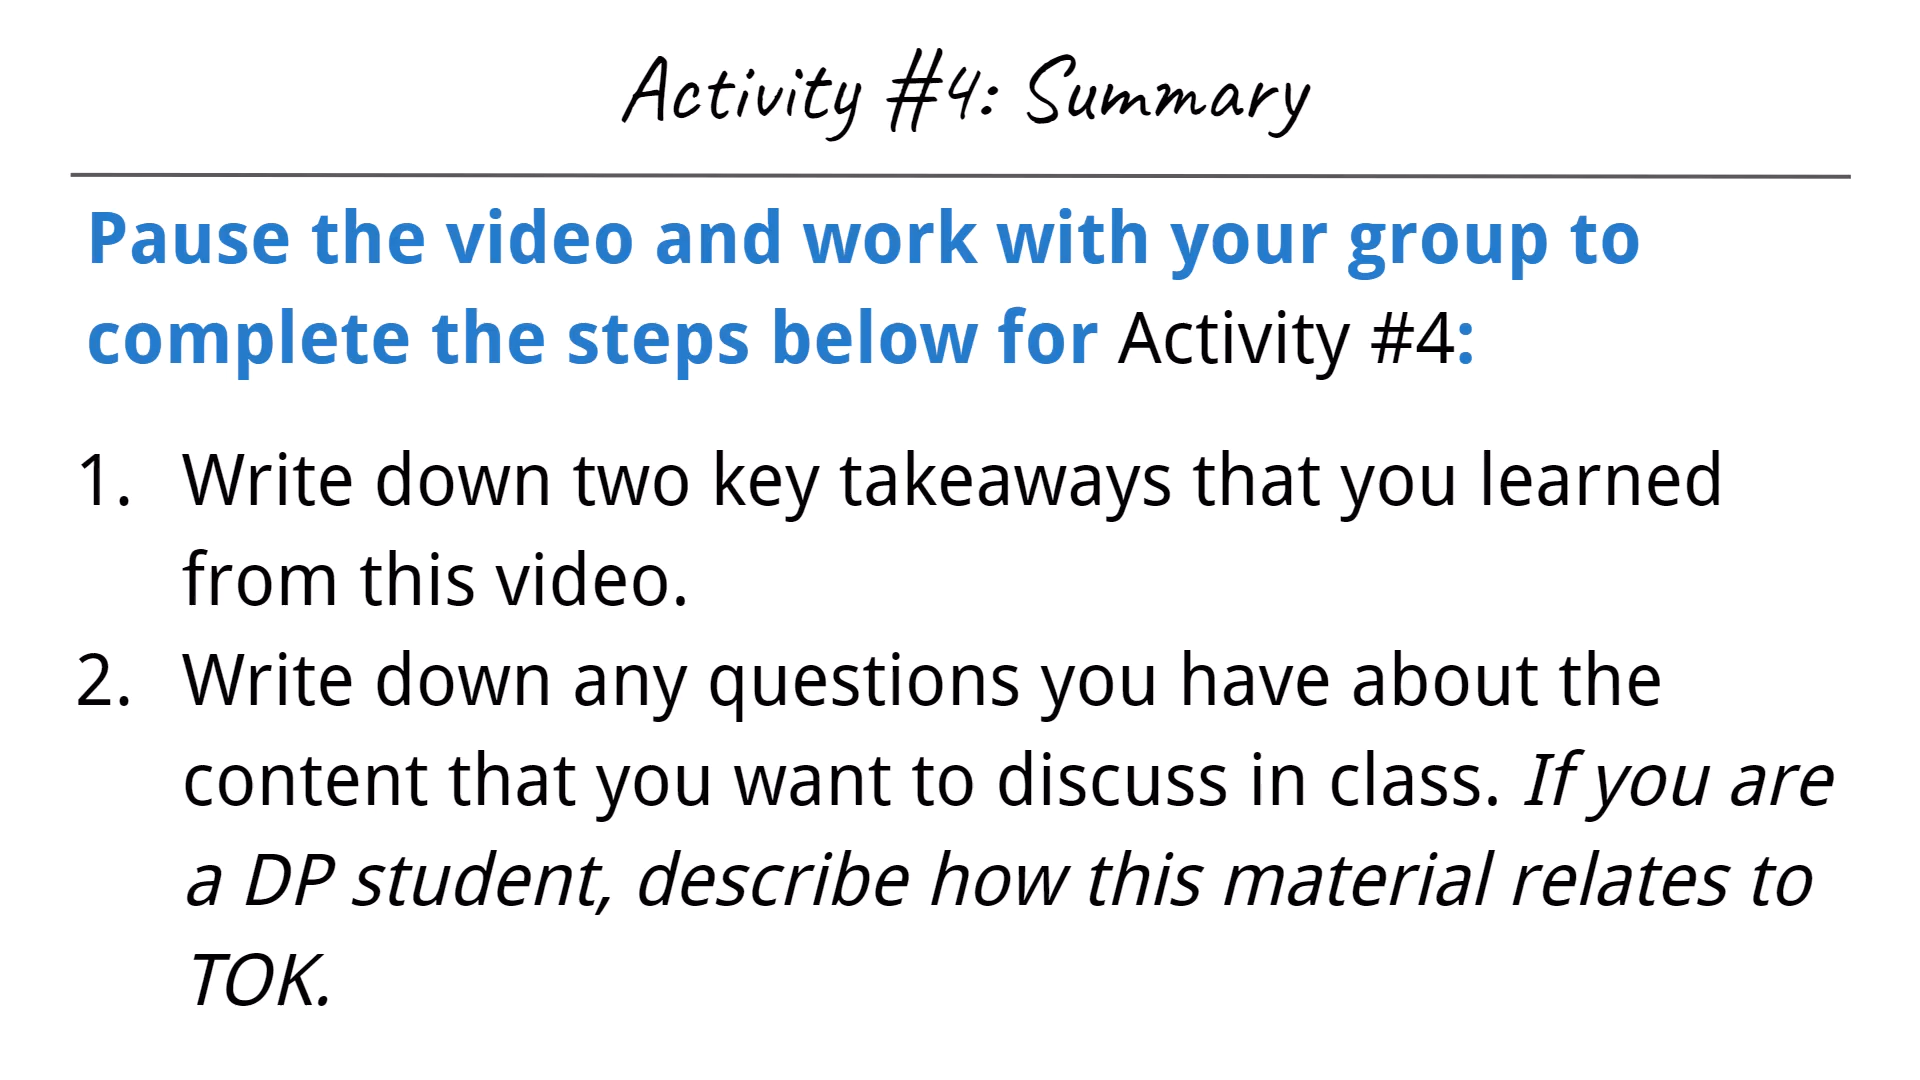 Activity #4: Summary
Pause the video and work with your group to
complete the steps below for Activity #4:
1. Write down two key takeaways that you learned
from this video.
2. Write down any questions you have about the
content that you want to discuss in class. If you are
a DP student, describe how this material relates to
TOK.